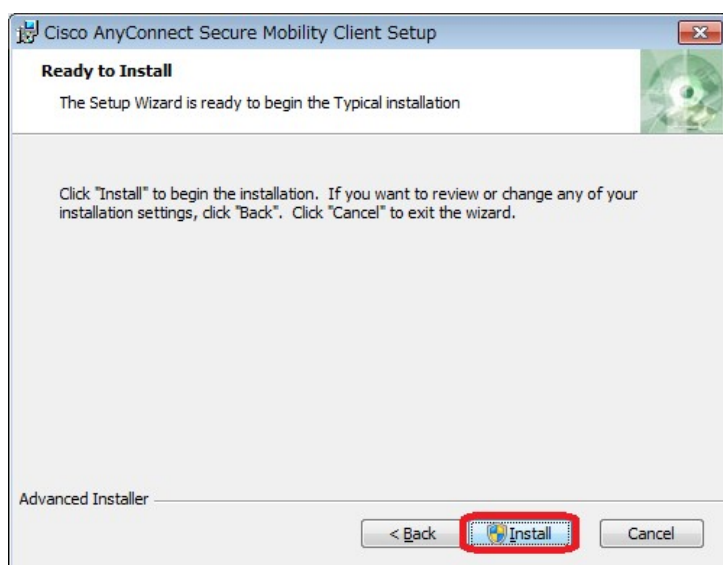 Cisco AnyConnect Secure Mobility Client Setup
Ready to Install
The Setup Wizard is ready to begin the Typical installation
Click "Install" to begin the installation. If you want to review or change any of your
installation settings, click "Back". Click "Cancel" to exit the wizard.
Advanced Installer
< Back Install Cancel